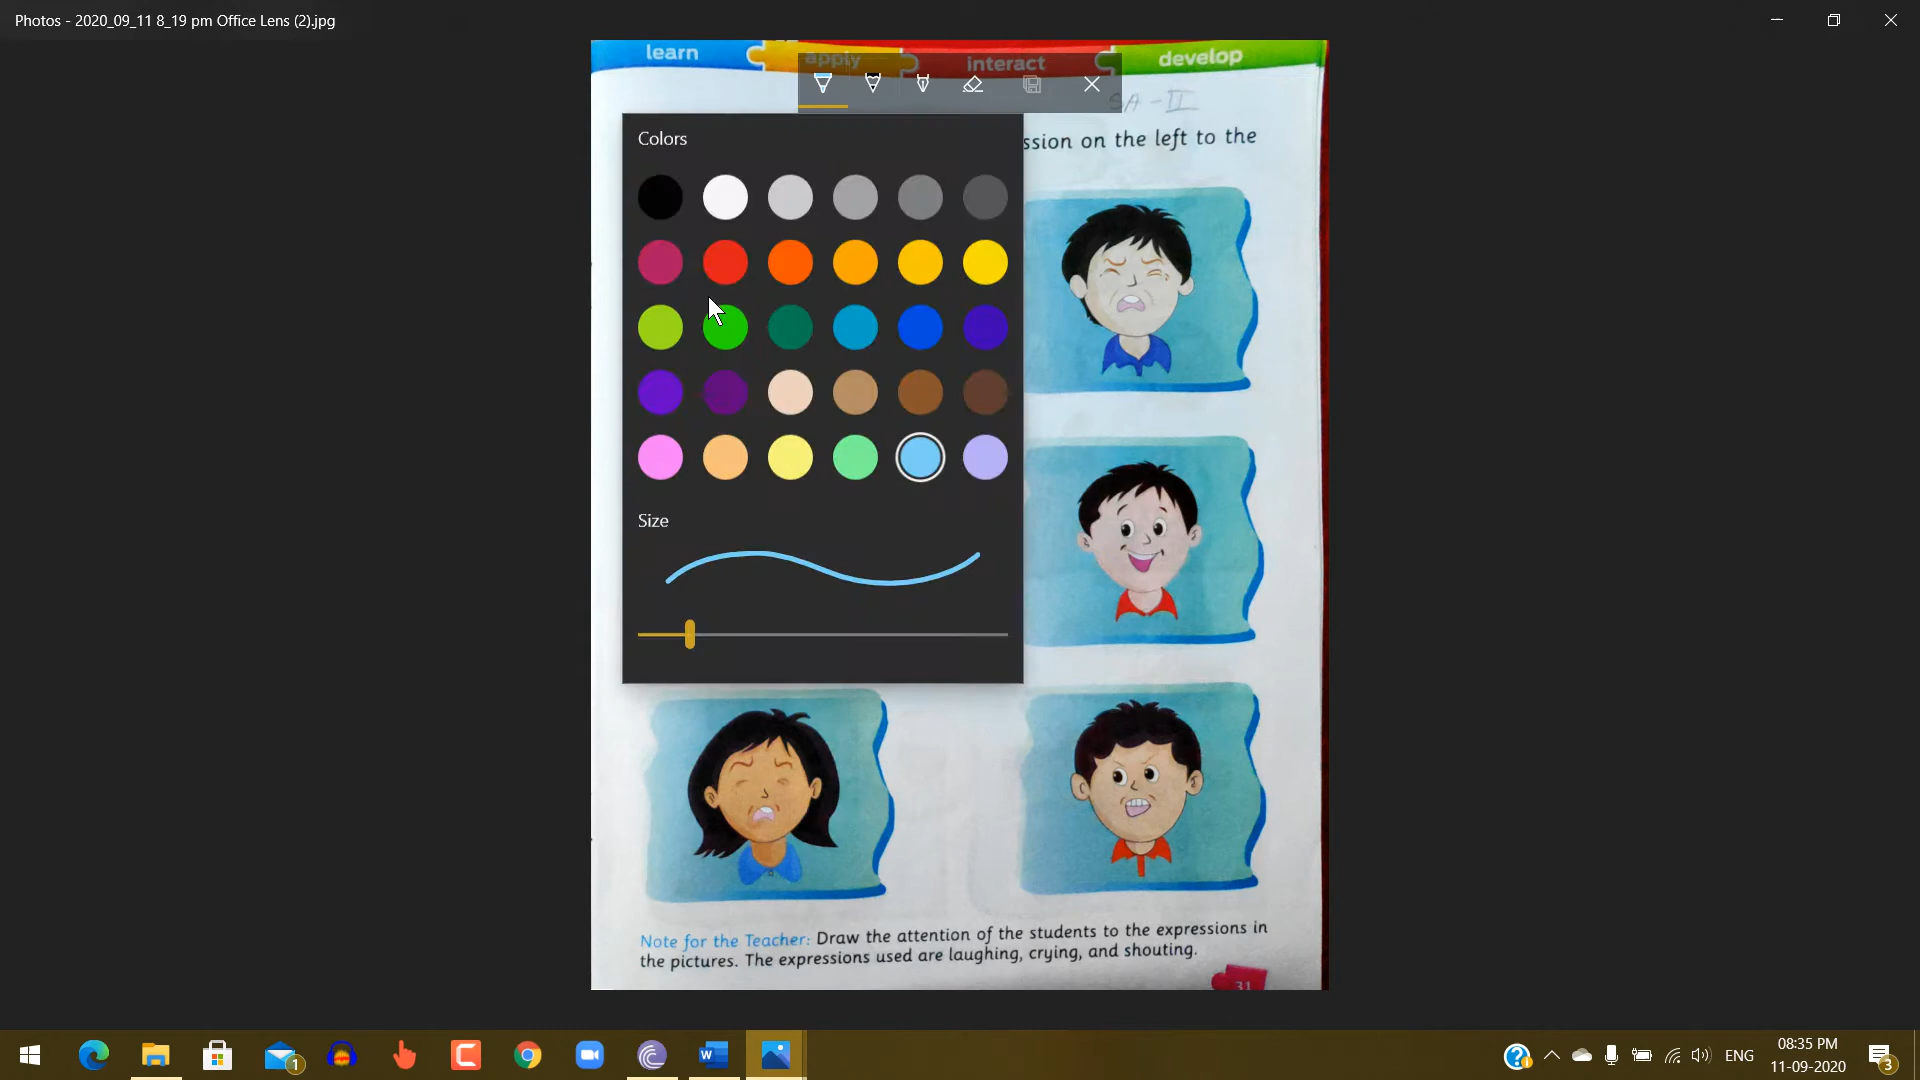 Photos - 2020_09_11 8_19 pm Office Lens (2).jpg
learn
apply
interact
develop
SA - II
Colors
ssion on the left to the
Size
Note for the Teacher: Draw the attention of the students to the expressions in
the pictures. The expressions used are laughing, crying, and shouting.
31
1
W
ENG
08:35 PM
11-09-2020
3